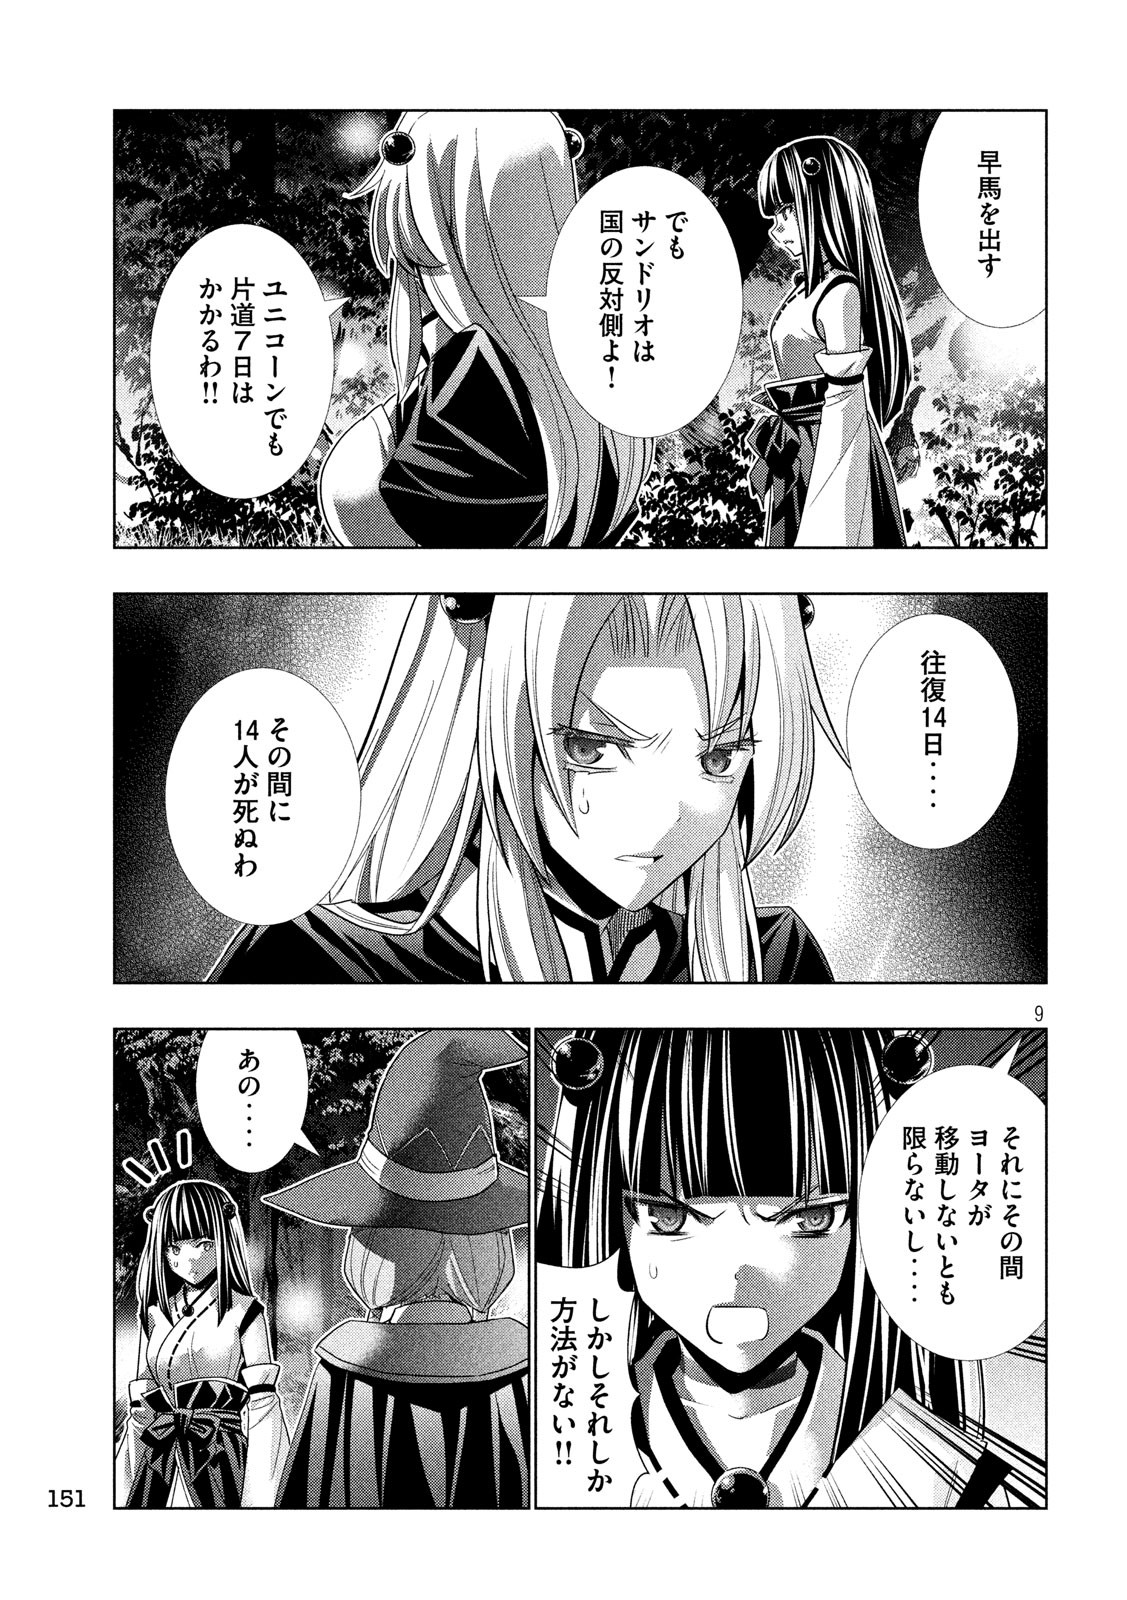 早馬を出す
でも
サンドリオは
国の反対側よ！
ユニコーンでも
片道７日は
かかるわ!!
往復14日‥‥
その間に
14人が死ぬわ
9
それにその間
ヨータが
移動しないとも
限らないし‥‥
しかしそれしか
方法がない!!
あの‥‥
151